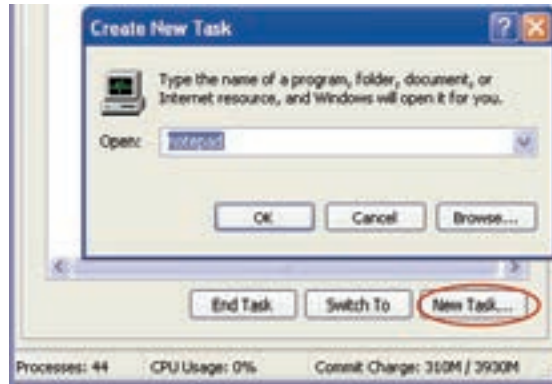 Create New Task
Type the name of a program, folder, document, or
Internet resource, and Windows will open it for you.
Open: notepad
OK Cancel Browse...
End Task Switch To New Task...
Processes: 44 CPU Usage: 0% Commit Charge: 310M / 3930M